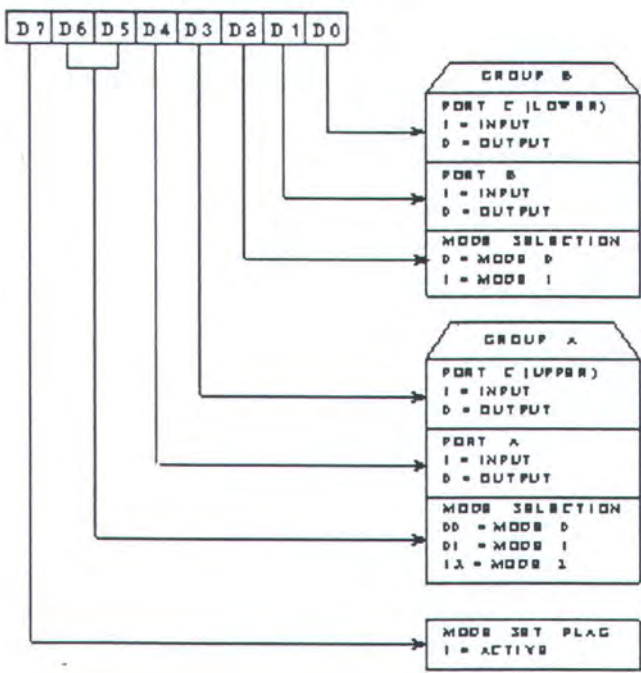 D7 D6 D5 D4 D3 D2 D1 D0
GROUP B
PORT C (LOWER)
1 = INPUT
0 = OUTPUT
PORT B
1 = INPUT
0 = OUTPUT
MODE SELECTION
0 = MODE 0
1 = MODE 1
GROUP A
PORT C (UPPER)
1 = INPUT
0 = OUTPUT
PORT A
1 = INPUT
0 = OUTPUT
MODE SELECTION
00 = MODE 0
01 = MODE 1
1X = MODE 2
MODE SET FLAG
1 = ACTIVE